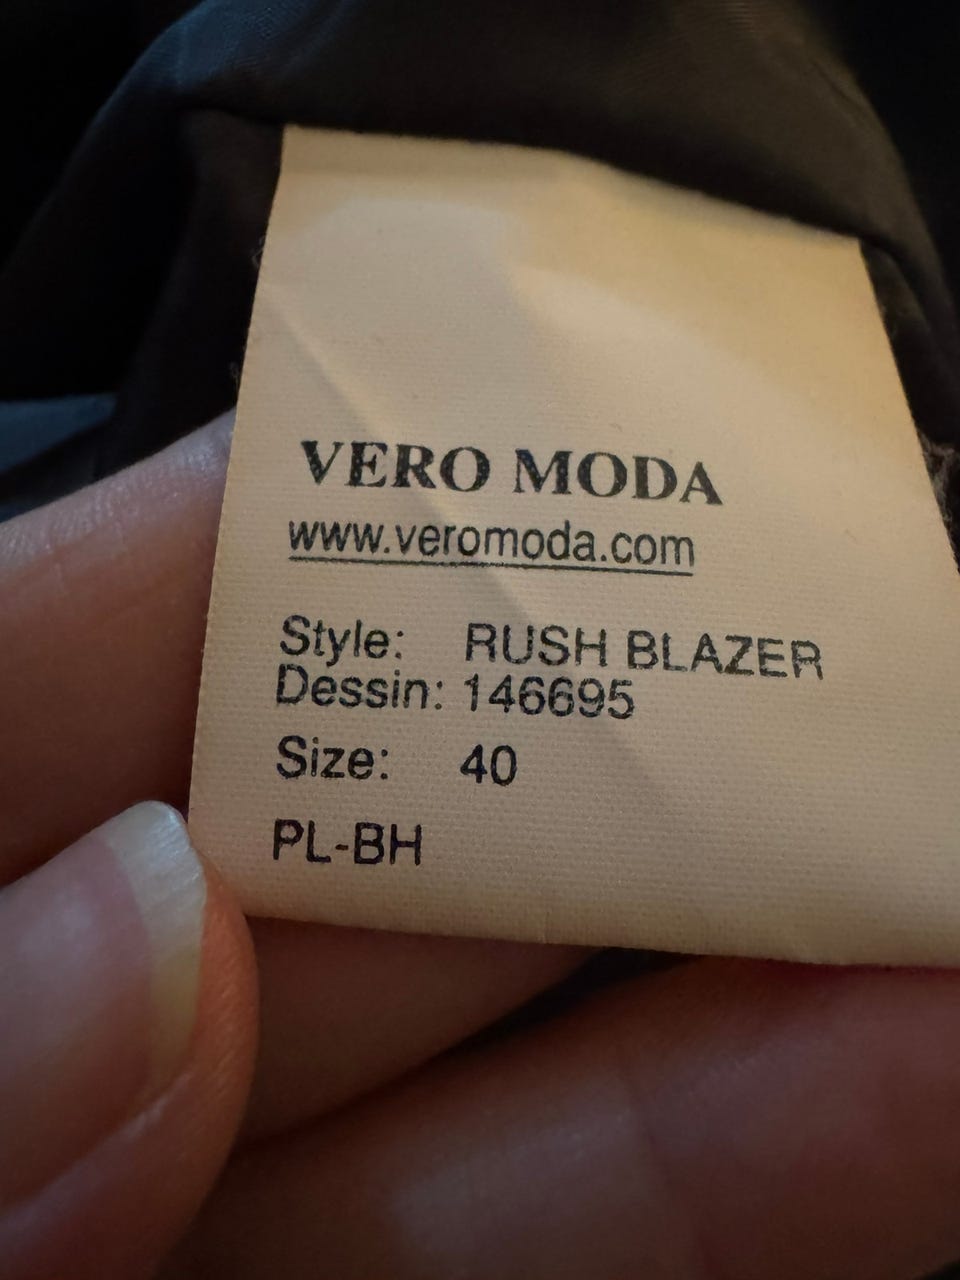 VERO MODA
www.veromoda.com
Style: RUSH BLAZER
Dessin: 146695
Size: 40
PL-BH